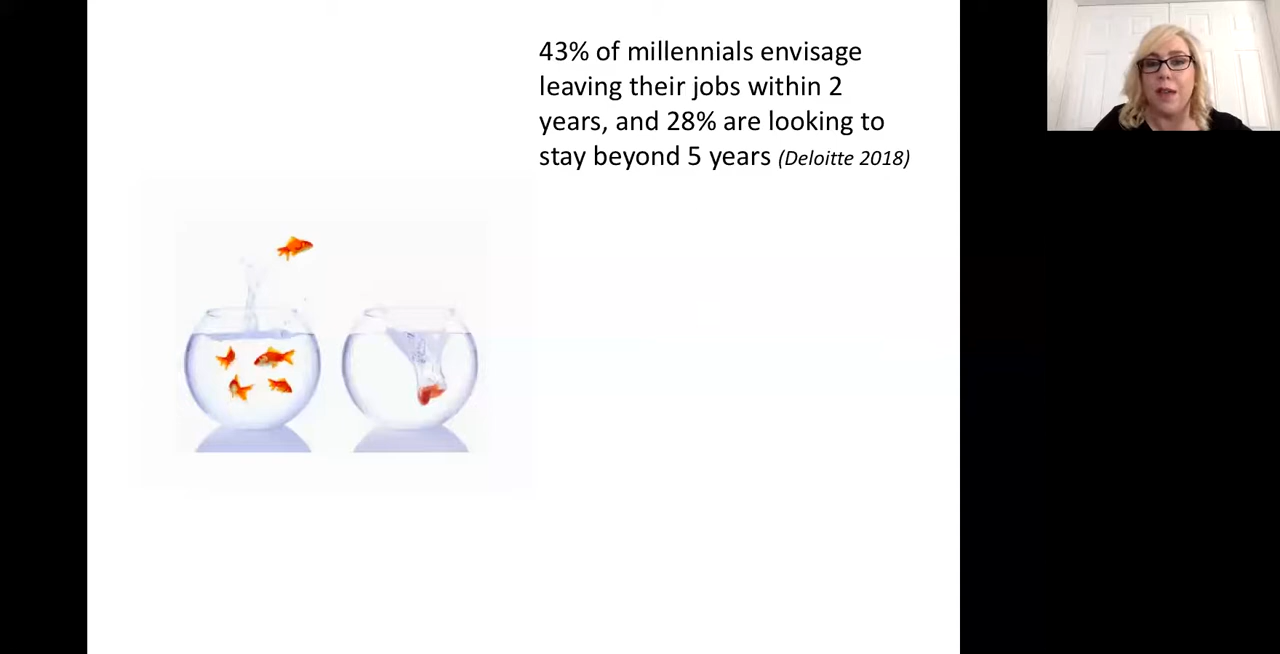 43% of millennials envisage
leaving their jobs within 2
years, and 28% are looking to
stay beyond 5 years (Deloitte 2018)